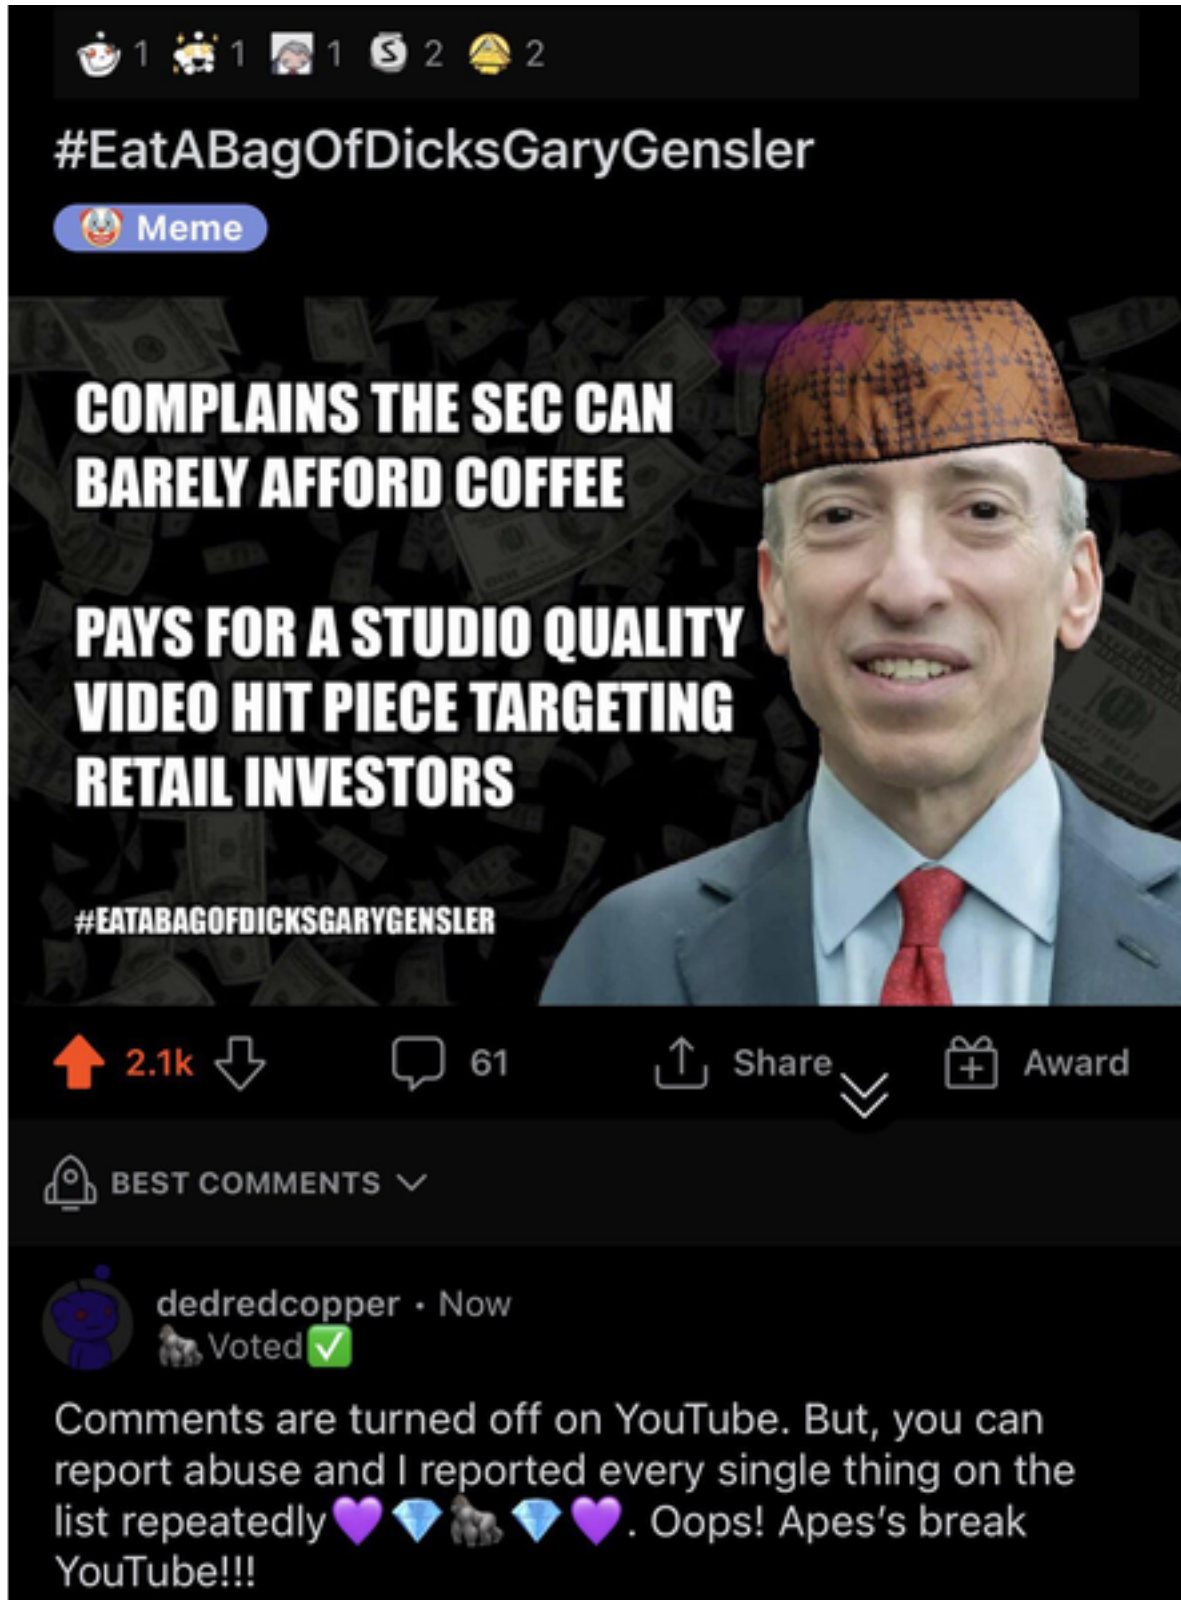 1 1 1 2 2
#EatABagOfDicksGaryGensler
🤡 Meme
COMPLAINS THE SEC CAN
BARELY AFFORD COFFEE
PAYS FOR A STUDIO QUALITY
VIDEO HIT PIECE TARGETING
RETAIL INVESTORS
#EATABAGOFDICKSGARYGENSLER
2.1k 61 Share Award
BEST COMMENTS
dedredcopper • Now
🦍Voted✅
Comments are turned off on YouTube. But, you can
report abuse and I reported every single thing on the
list repeatedly💜💎🦍💎💜. Oops! Apes’s break
YouTube!!!